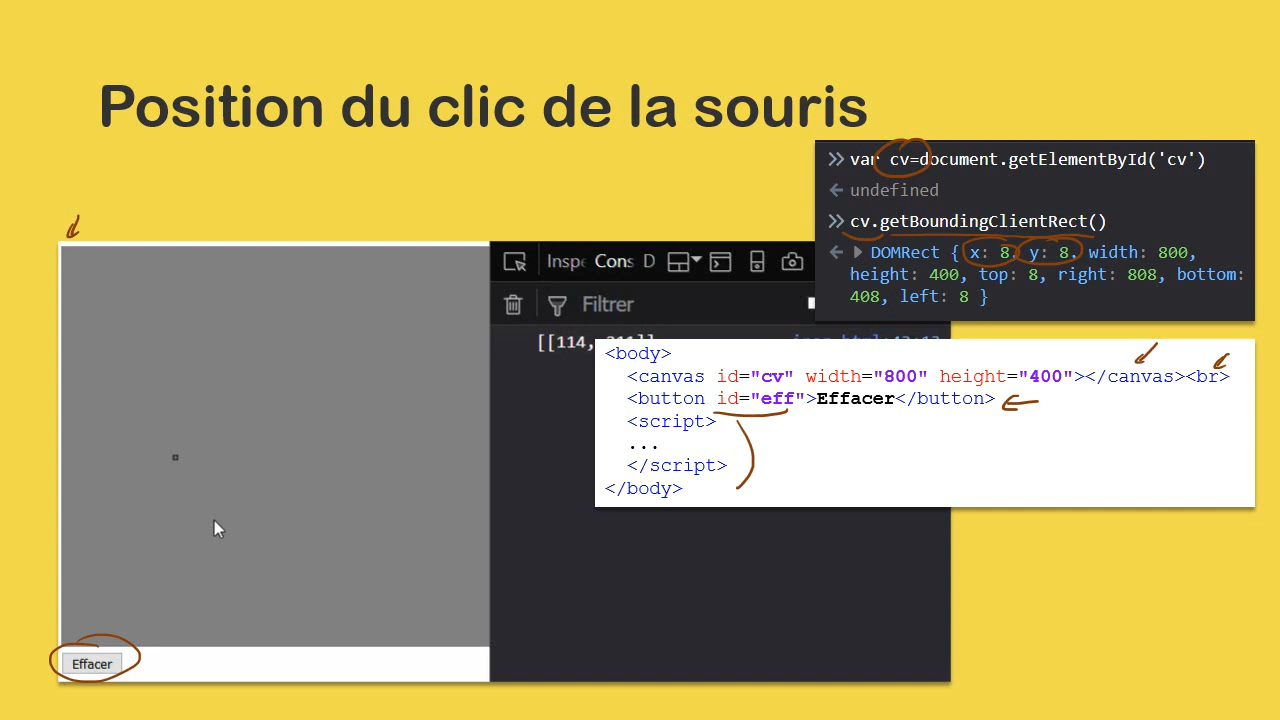 Position du clic de la souris
>> var cv=document.getElementById('cv')
undefined
>> cv.getBoundingClientRect()
DOMRect { x: 8, y: 8, width: 800,
height: 400, top: 8, right: 808, bottom:
408, left: 8 }
Cons D
Filtrer
[[114,
<body>
<canvas id="cv" width="800" height="400"></canvas><br>
<button id="eff">Effacer</button>
<script>
...
</script>
</body>
Effacer